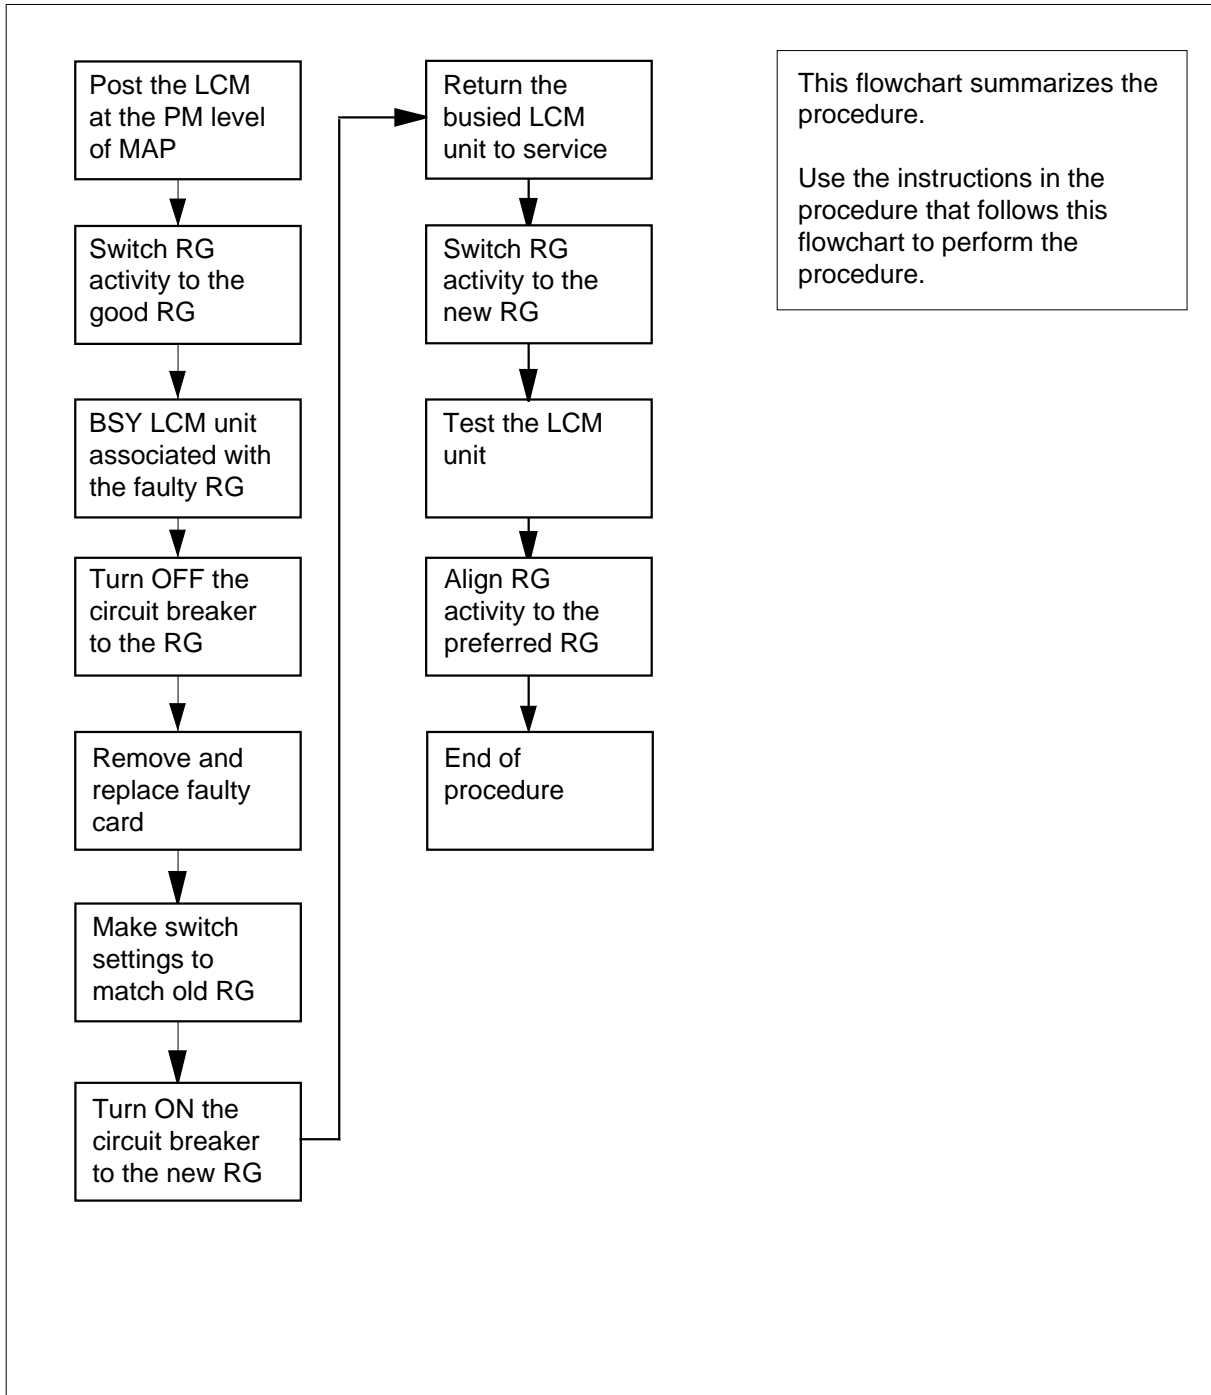 Post the LCM
at the PM level
of MAP
Switch RG
activity to the
good RG
BSY LCM unit
associated with
the faulty RG
Turn OFF the
circuit breaker
to the RG
Remove and
replace faulty
card
Make switch
settings to
match old RG
Turn ON the
circuit breaker
to the new RG
Return the
busied LCM
unit to service
Switch RG
activity to the
new RG
Test the LCM
unit
Align RG
activity to the
preferred RG
End of
procedure
This flowchart summarizes the
procedure.
Use the instructions in the
procedure that follows this
flowchart to perform the
procedure.